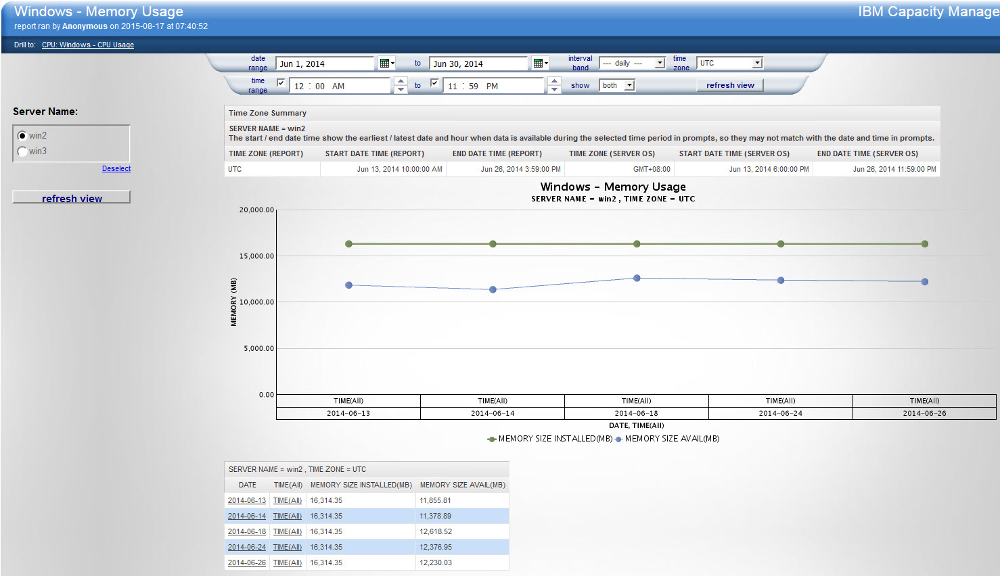 Windows - Memory Usage
IBM Capacity Manage
report ran by Anonymous on 2015-08-17 at 07:40:52
Drill to: CPU: Windows - CPU Usage
date range Jun 1, 2014 to Jun 30, 2014 interval band --- daily --- time zone UTC
time range 12 : 00 AM to 11 : 59 PM show both refresh view
Server Name:
win2
win3
Deselect
refresh view
Time Zone Summary
SERVER NAME = win2
The start / end date time show the earliest / latest date and hour when data is available during the selected time period in prompts, so they may not match with the date and time in prompts.
TIME ZONE (REPORT) START DATE TIME (REPORT) END DATE TIME (REPORT) TIME ZONE (SERVER OS) START DATE TIME (SERVER OS) END DATE TIME (SERVER OS)
UTC Jun 13, 2014 10:00:00 AM Jun 26, 2014 3:59:00 PM GMT+08:00 Jun 13, 2014 6:00:00 PM Jun 26, 2014 11:59:00 PM
Windows - Memory Usage
SERVER NAME = win2 , TIME ZONE = UTC
20,000.00
15,000.00
10,000.00
5,000.00
0.00
MEMORY (MB)
TIME(All) TIME(All) TIME(All) TIME(All) TIME(All)
2014-06-13 2014-06-14 2014-06-18 2014-06-24 2014-06-26
DATE, TIME(All)
MEMORY SIZE INSTALLED(MB) MEMORY SIZE AVAIL(MB)
SERVER NAME = win2 , TIME ZONE = UTC
DATE TIME(All) MEMORY SIZE INSTALLED(MB) MEMORY SIZE AVAIL(MB)
2014-06-13 TIME(All) 16,314.35 11,855.81
2014-06-14 TIME(All) 16,314.35 11,378.89
2014-06-18 TIME(All) 16,314.35 12,618.52
2014-06-24 TIME(All) 16,314.35 12,376.95
2014-06-26 TIME(All) 16,314.35 12,230.03